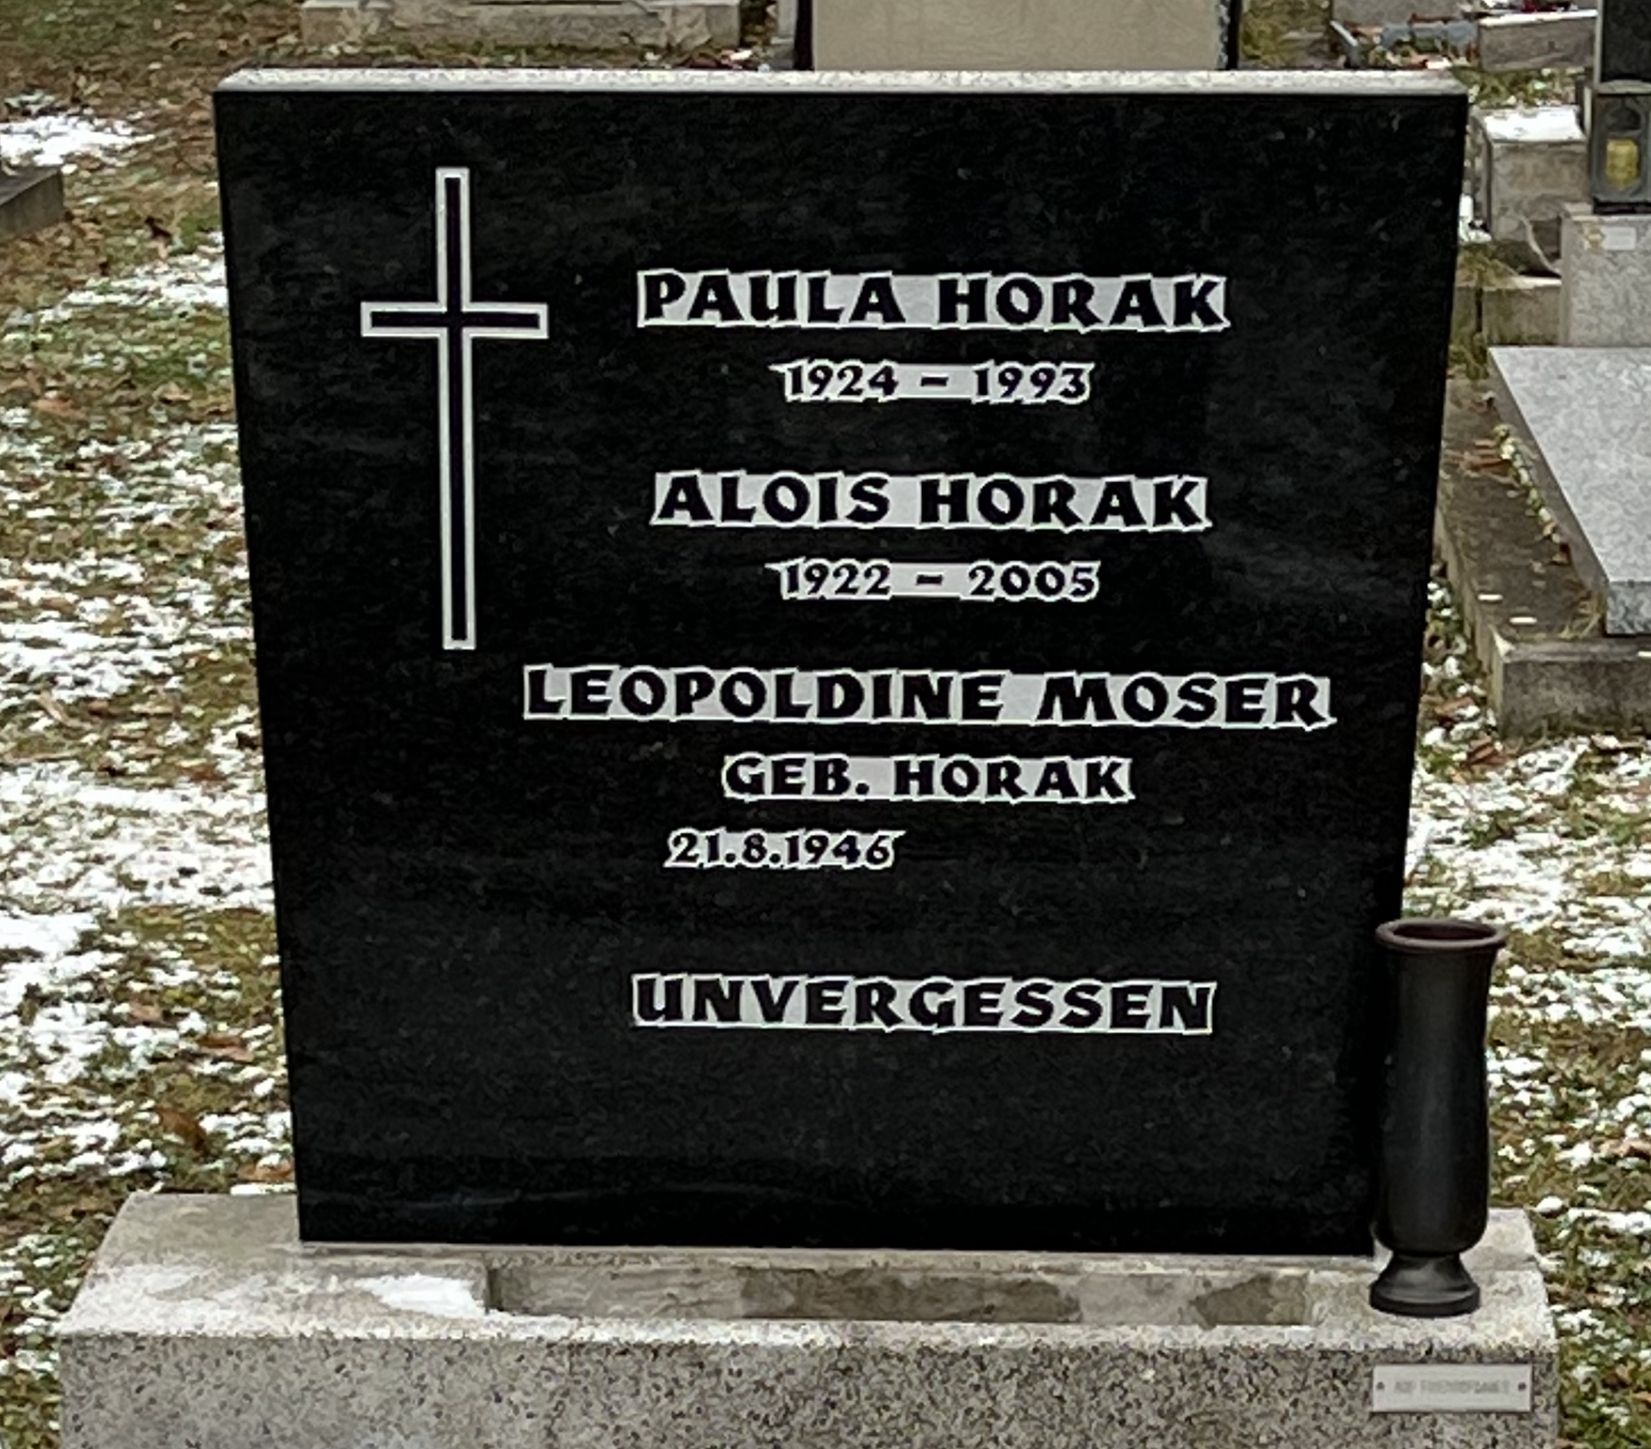 PAULA HORAK
1924 – 1993
ALOIS HORAK
1922 – 2005
LEOPOLDINE MOSER
GEB. HORAK
21.8.1946
UNVERGESSEN